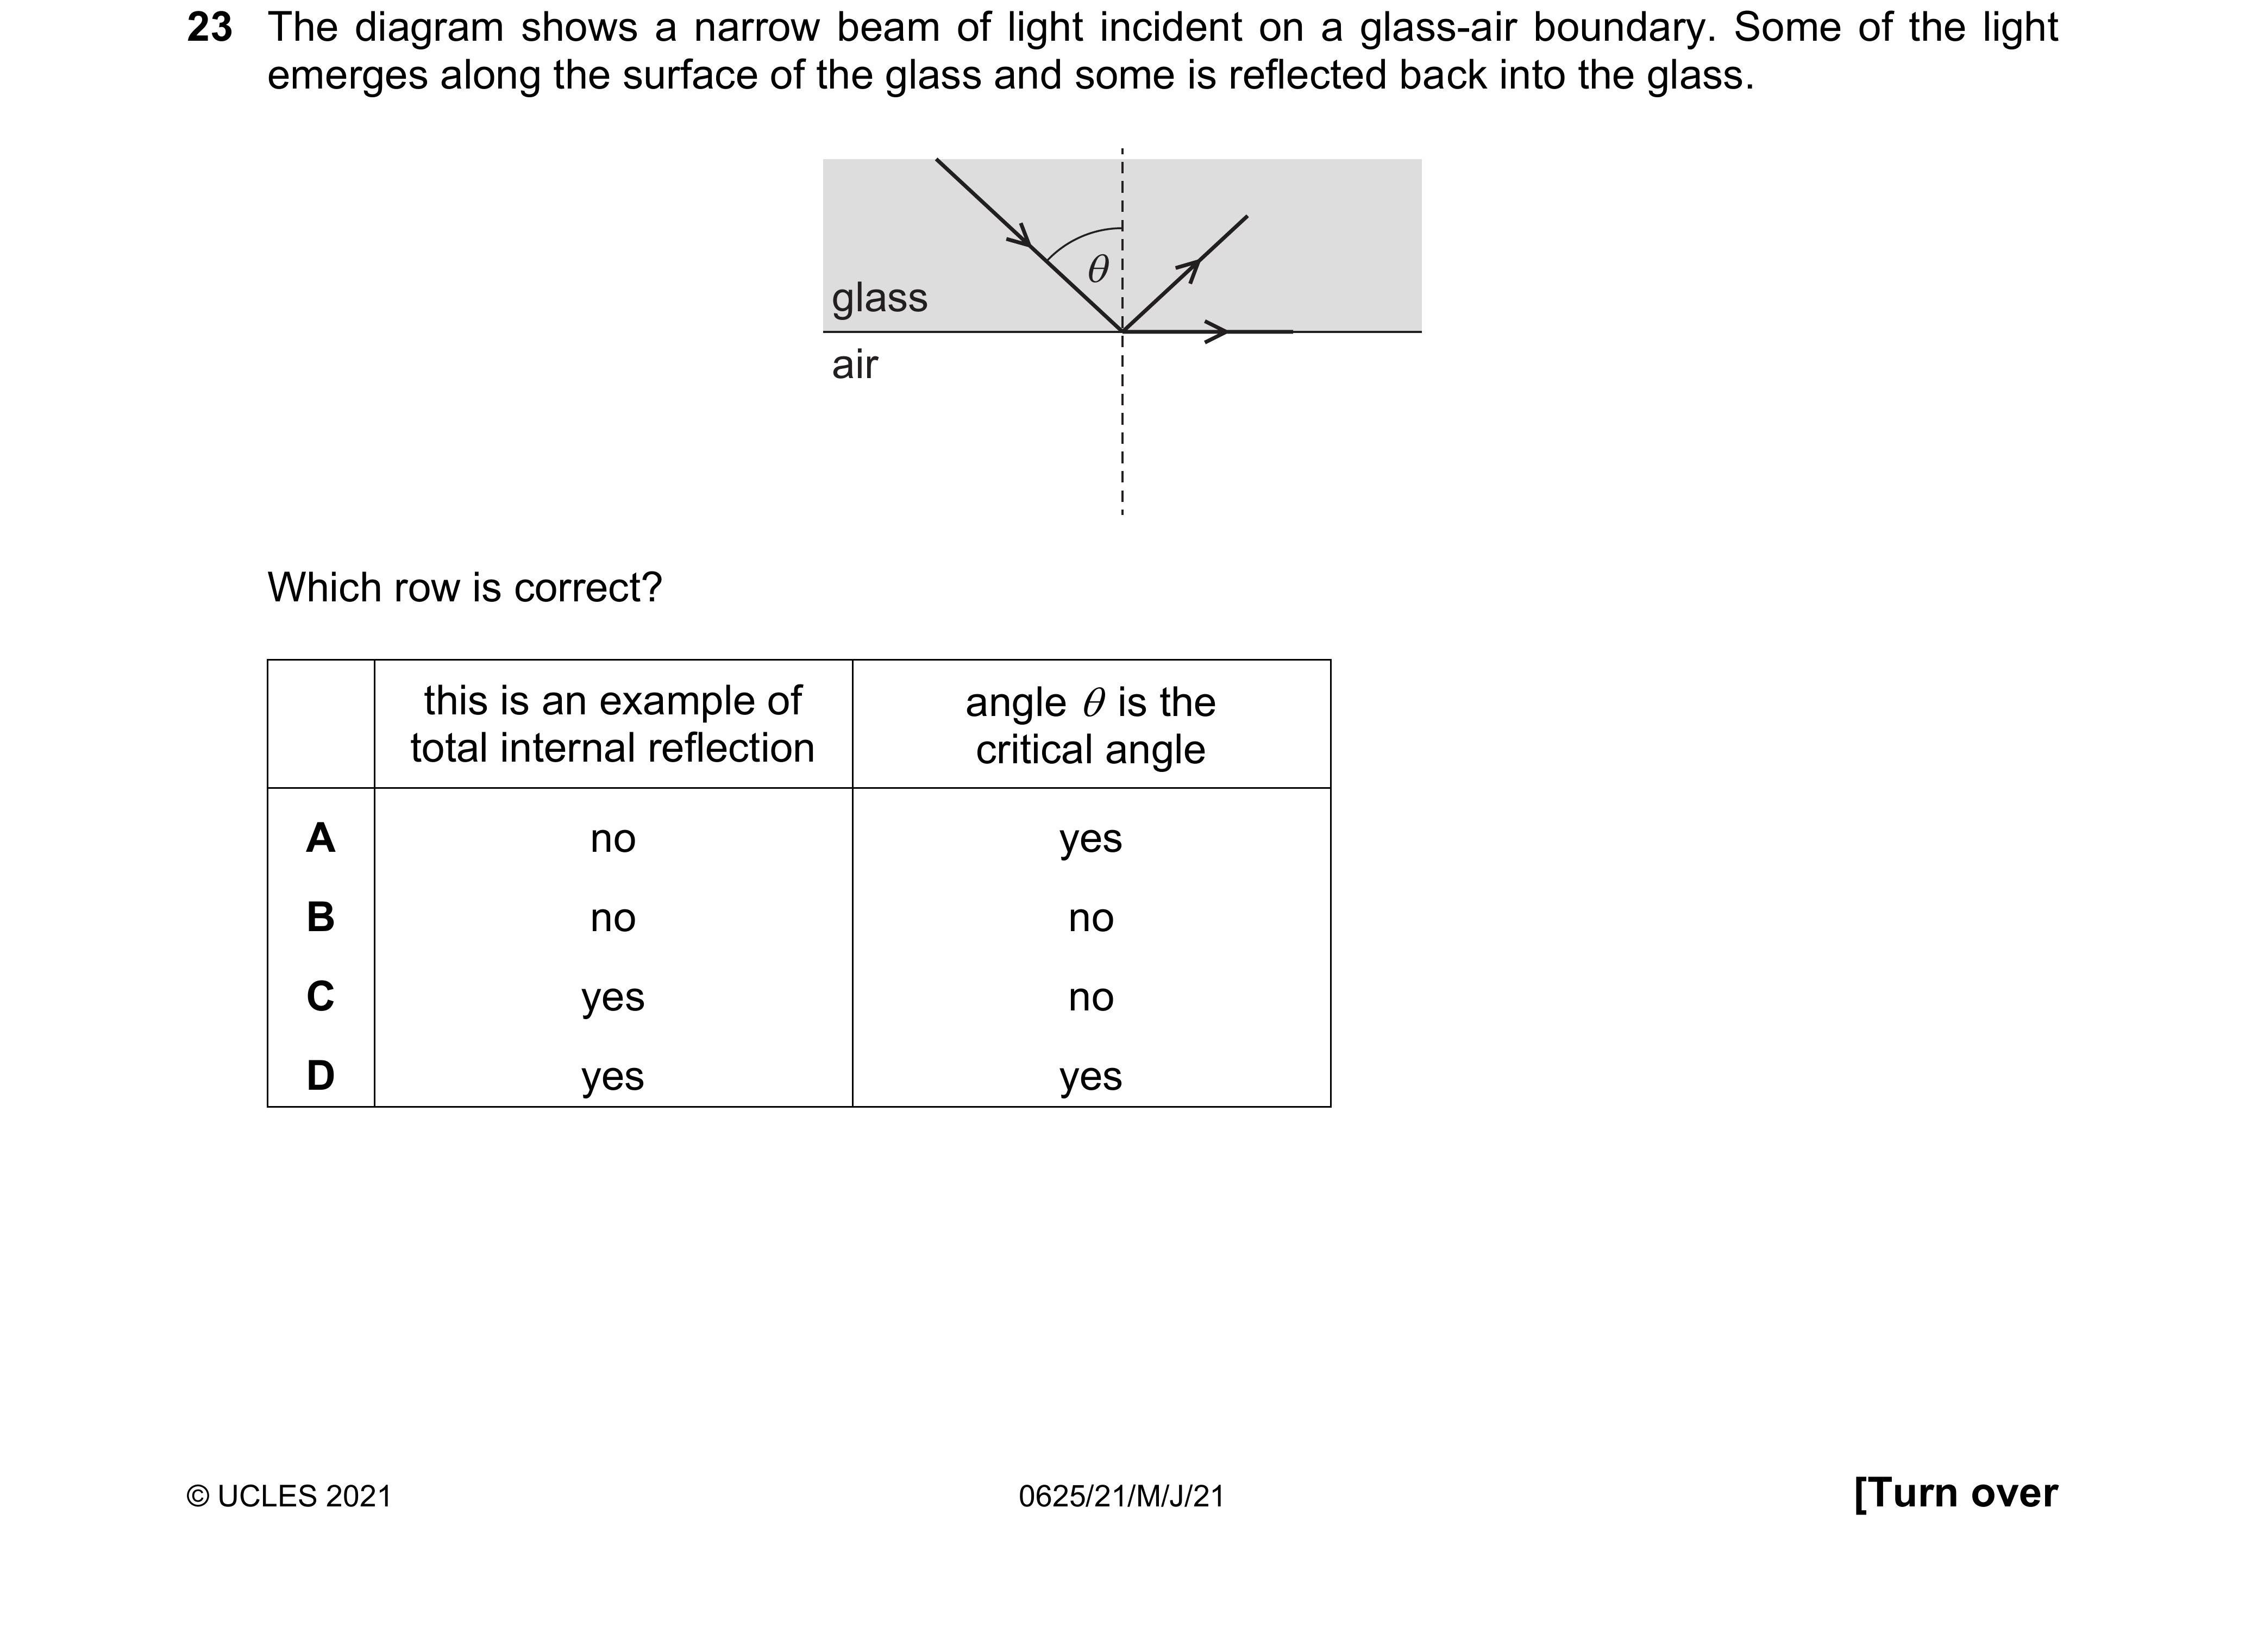 23 The diagram shows a narrow beam of light incident on a glass-air boundary. Some of the light
emerges along the surface of the glass and some is reflected back into the glass.
θ
glass
air
Which row is correct?
this is an example of total internal reflection angle θ is the critical angle
A no yes
B no no
C yes no
D yes yes
© UCLES 2021 0625/21/M/J/21 [Turn over